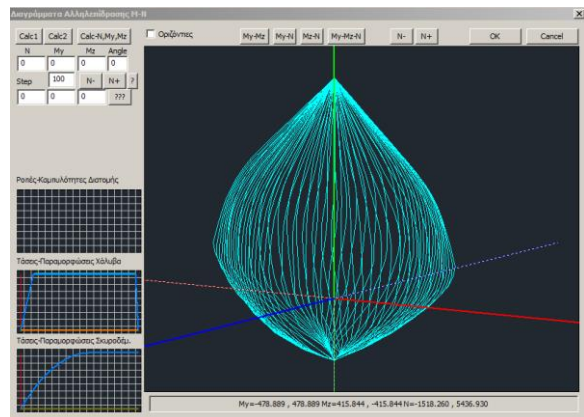 Διαγράμματα Αλληλεπίδρασης M-N
Calc1 Calc2 Calc-N,My,Mz Οριζόντιες My-Mz My-N Mz-N My-Mz-N N- N+ OK Cancel
N My Mz Angle
0 0 0 0
Step 100 N- N+ ?
0 0 0 ???
Ροπές-Καμπυλότητες Διατομής
Τάσεις-Παραμορφώσεις Χάλυβα
Τάσεις-Παραμορφώσεις Σκυροδέμ.
My=-478.889 , 478.889 Mz=415.844 , -415.844 N=-1518.260 , 5436.930